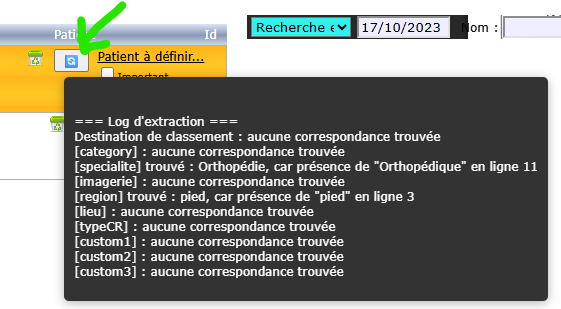 Patient Id
Recherche e 17/10/2023 Nom :
Patient à définir...
Important
=== Log d'extraction ===
Destination de classement : aucune correspondance trouvée
[category] : aucune correspondance trouvée
[specialite] trouvé : Orthopédie, car présence de "Orthopédique" en ligne 11
[imagerie] : aucune correspondance trouvée
[region] trouvé : pied, car présence de "pied" en ligne 3
[lieu] : aucune correspondance trouvée
[typeCR] : aucune correspondance trouvée
[custom1] : aucune correspondance trouvée
[custom2] : aucune correspondance trouvée
[custom3] : aucune correspondance trouvée